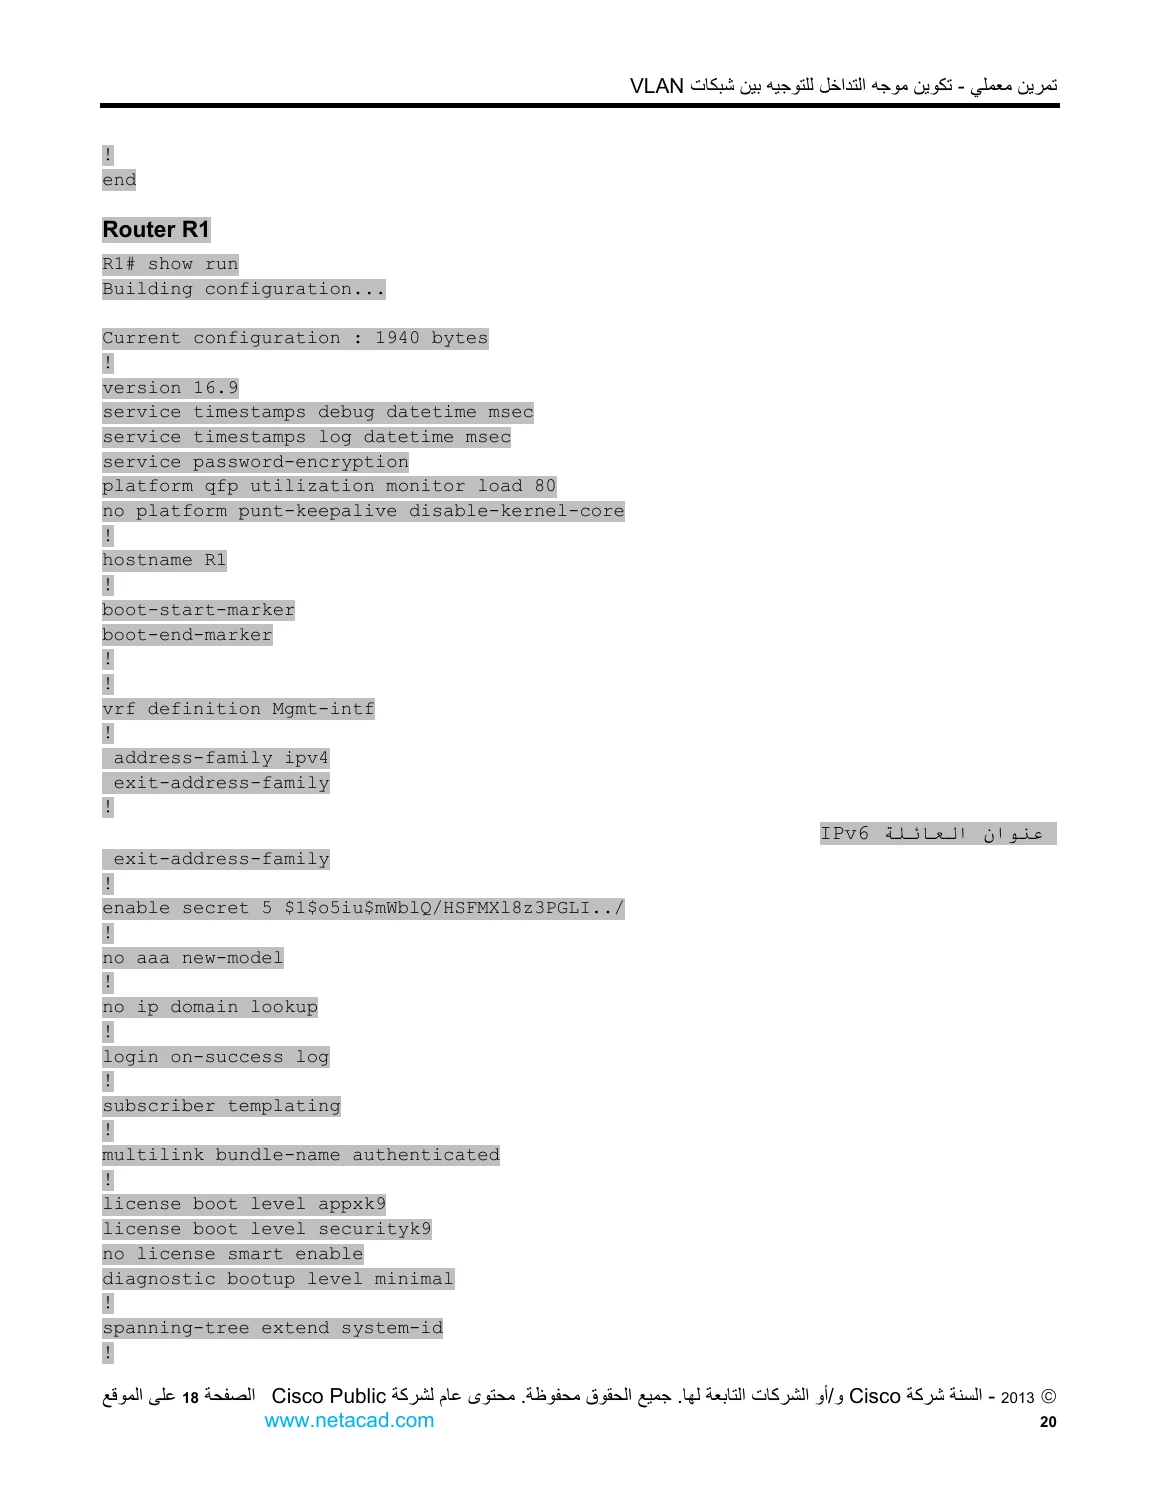 تمرين معملي - تكوين موجه التداخل للتوجيه بين شبكات VLAN
!
end
Router R1
R1# show run
Building configuration...
Current configuration : 1940 bytes
!
version 16.9
service timestamps debug datetime msec
service timestamps log datetime msec
service password-encryption
platform qfp utilization monitor load 80
no platform punt-keepalive disable-kernel-core
!
hostname R1
!
boot-start-marker
boot-end-marker
!
!
vrf definition Mgmt-intf
!
address-family ipv4
exit-address-family
!
عنوان العائلة IPv6
exit-address-family
!
enable secret 5 $1$o5iu$mWblQ/HSFMXl8z3PGLI../
!
no aaa new-model
!
no ip domain lookup
!
login on-success log
!
subscriber templating
!
multilink bundle-name authenticated
!
license boot level appxk9
license boot level securityk9
no license smart enable
diagnostic bootup level minimal
!
spanning-tree extend system-id
!
© 2013 - السنة شركة Cisco و/أو الشركات التابعة لها. جميع الحقوق محفوظة. محتوى عام لشركة Cisco Public الصفحة 18 على الموقع
20 www.netacad.com